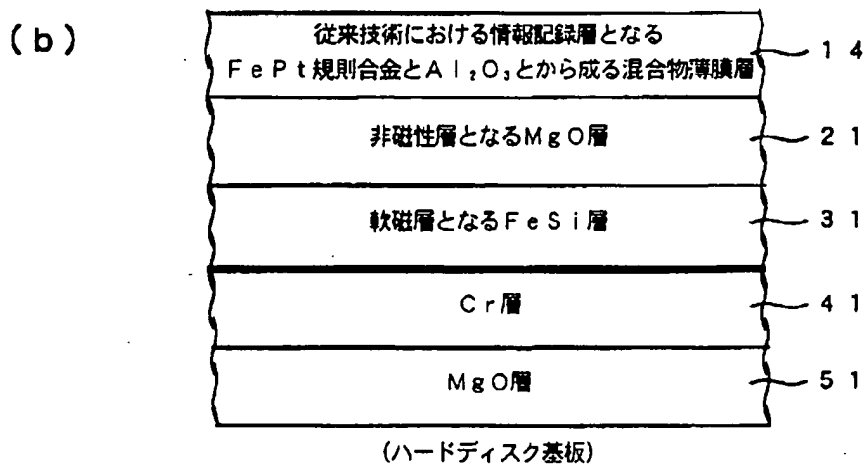 (b)
従来技術における情報記録層となる
FePt規則合金とAl₂O₃とから成る混合物薄膜層
14
非磁性層となるMgO層
21
軟磁層となるFeSi層
31
Cr層
41
MgO層
51
(ハードディスク基板)